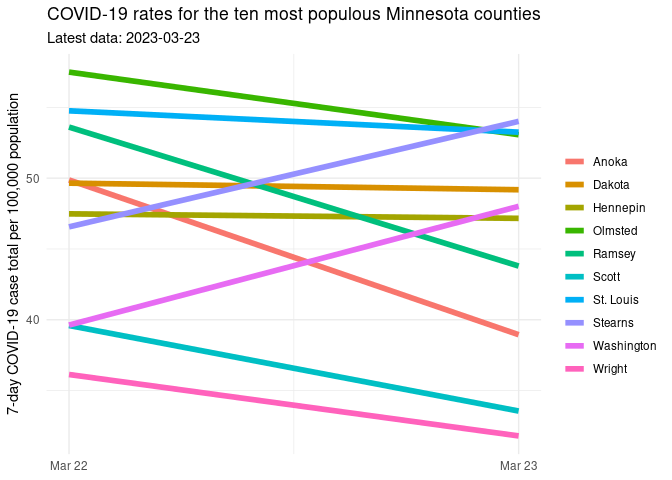 COVID-19 rates for the ten most populous Minnesota counties
Latest data: 2023-03-23
7-day COVID-19 case total per 100,000 population
50
40
Mar 22
Mar 23
Anoka
Dakota
Hennepin
Olmsted
Ramsey
Scott
St. Louis
Stearns
Washington
Wright